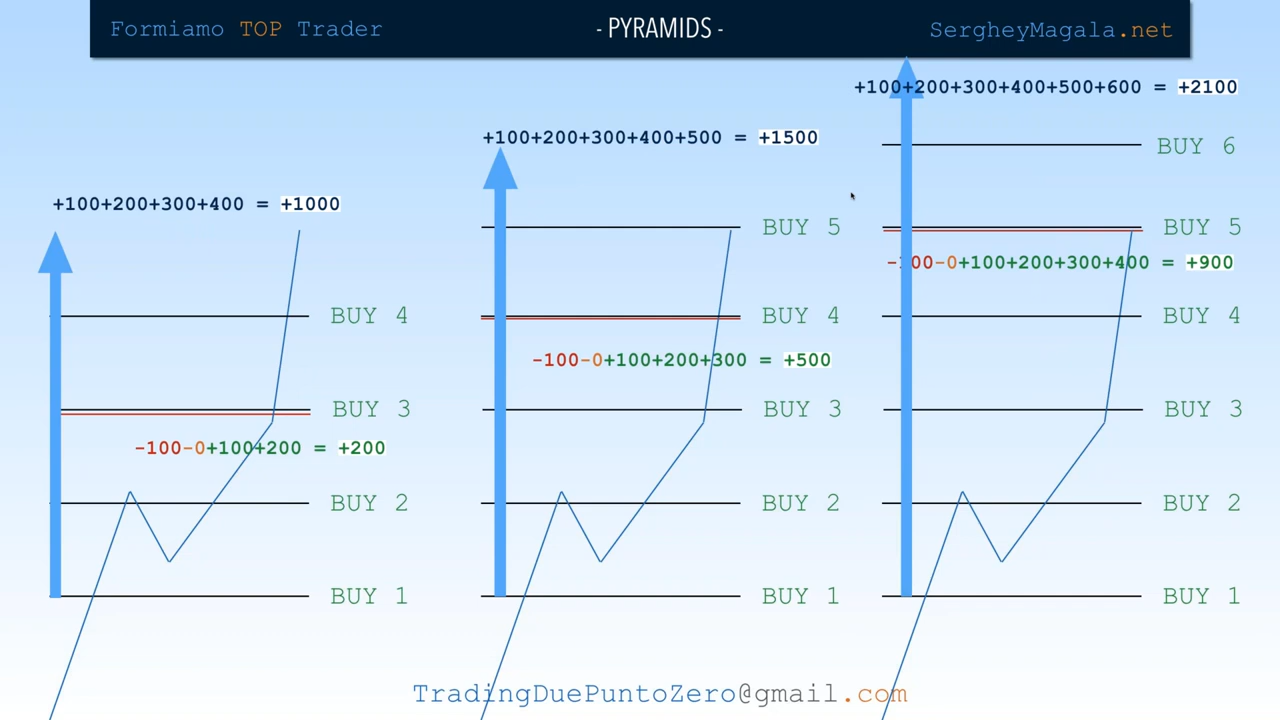 Formiamo TOP Trader
- PYRAMIDS -
SergheyMagala.net
+100+200+300+400 = +1000
BUY 4
BUY 3
-100-0+100+200 = +200
BUY 2
BUY 1
+100+200+300+400+500 = +1500
BUY 5
BUY 4
-100-0+100+200+300 = +500
BUY 3
BUY 2
BUY 1
+100+200+300+400+500+600 = +2100
BUY 6
BUY 5
-100-0+100+200+300+400 = +900
BUY 4
BUY 3
BUY 2
BUY 1
TradingDuePuntoZero@gmail.com